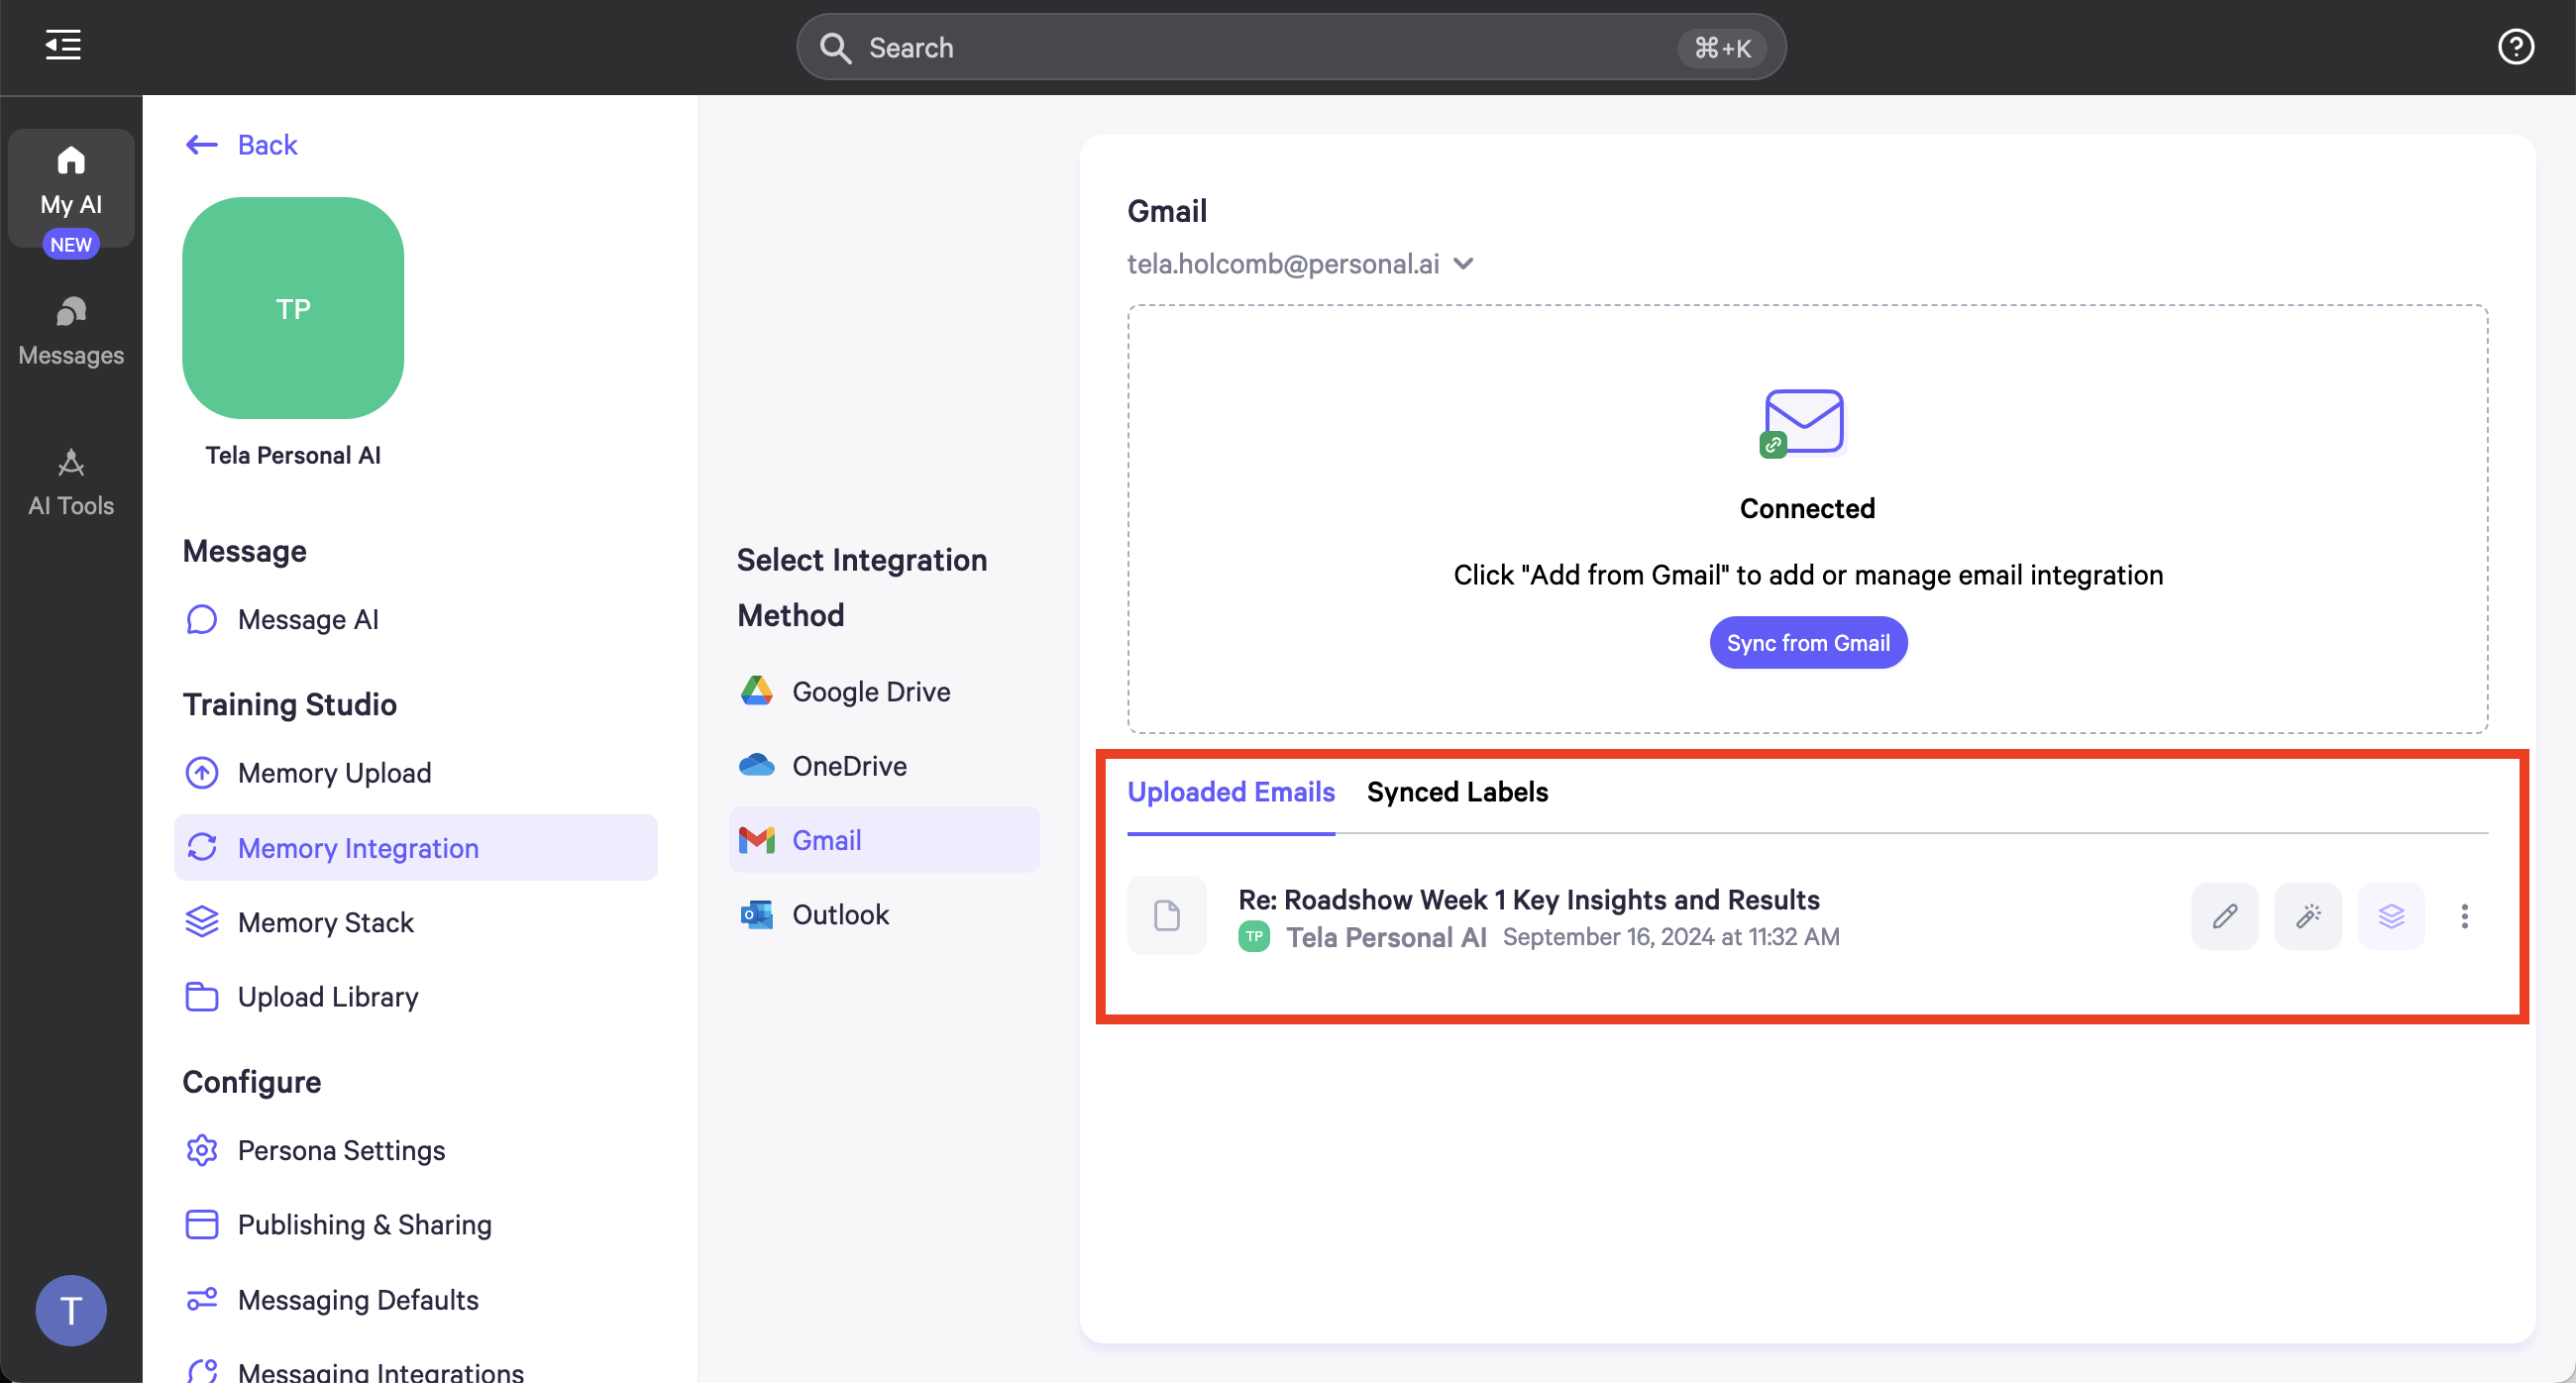 Search
⌘+K
My AI
NEW
Messages
AI Tools
T
Back
TP
Tela Personal AI
Message
Message AI
Training Studio
Memory Upload
Memory Integration
Memory Stack
Upload Library
Configure
Persona Settings
Publishing & Sharing
Messaging Defaults
Messaging Integrations
Select Integration
Method
Google Drive
OneDrive
Gmail
Outlook
Gmail
tela.holcomb@personal.ai
Connected
Click "Add from Gmail" to add or manage email integration
Sync from Gmail
Uploaded Emails
Synced Labels
Re: Roadshow Week 1 Key Insights and Results
TP Tela Personal AI September 16, 2024 at 11:32 AM